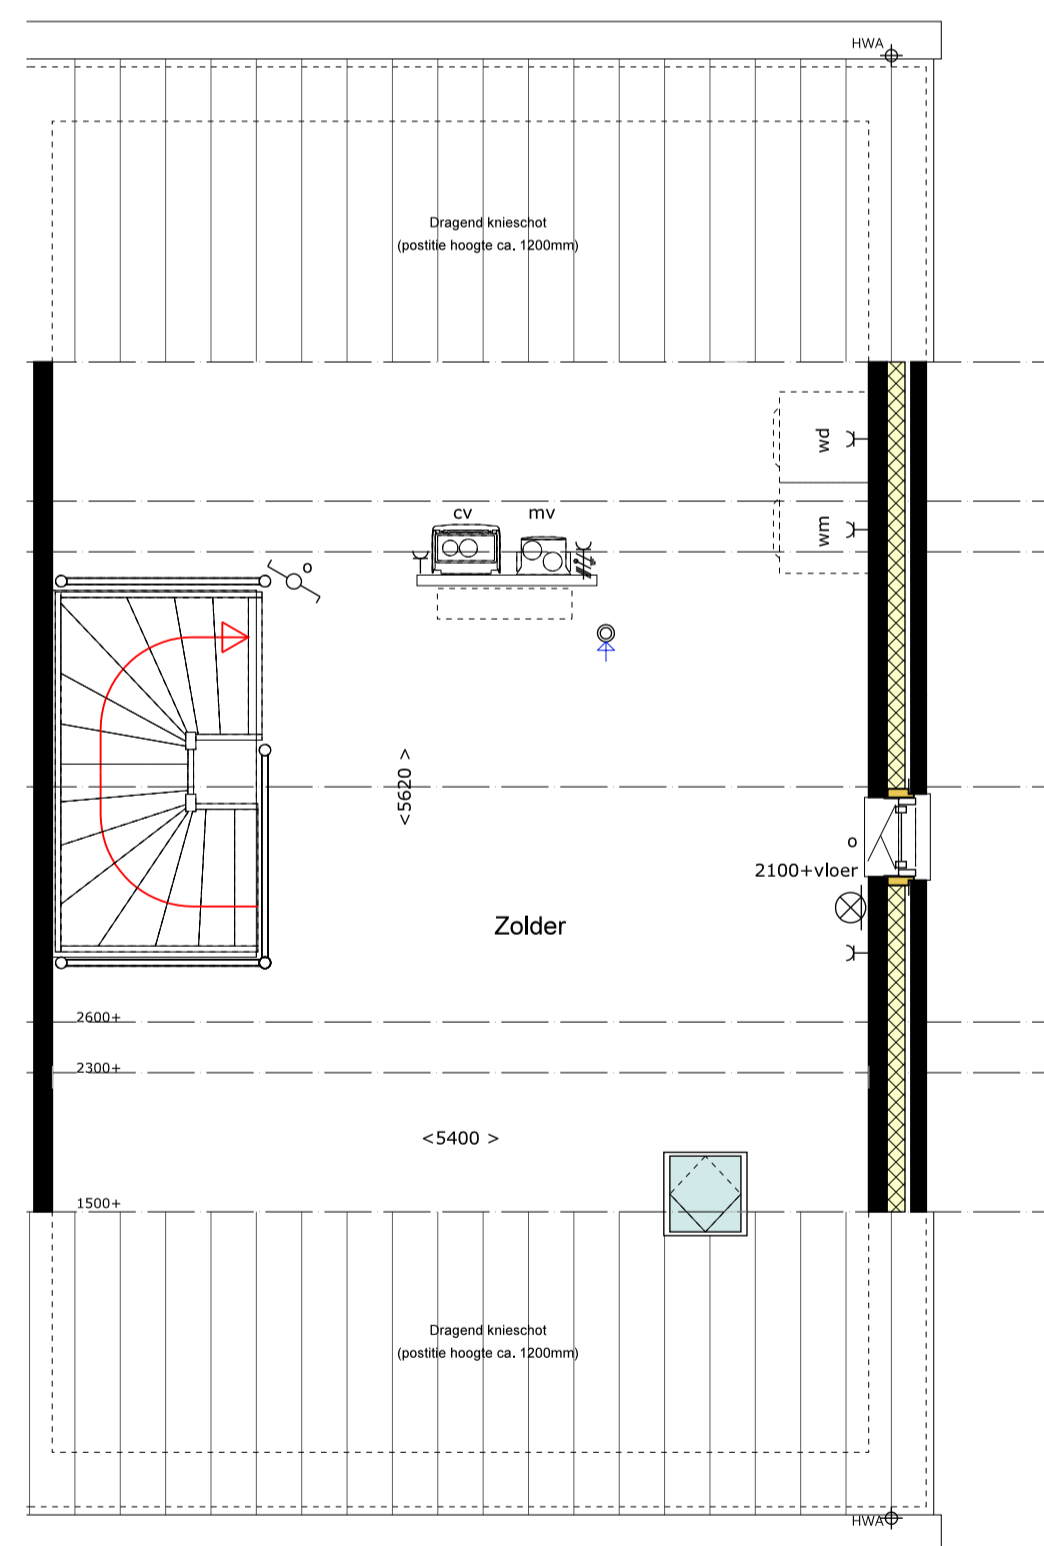 HWA
Dragend knieschot
(postitie hoogte ca. 1200mm)
wd
cv
mv
wm
o
<5620 >
o
2100+vloer
Zolder
2600+
2300+
<5400 >
1500+
Dragend knieschot
(postitie hoogte ca. 1200mm)
HWA